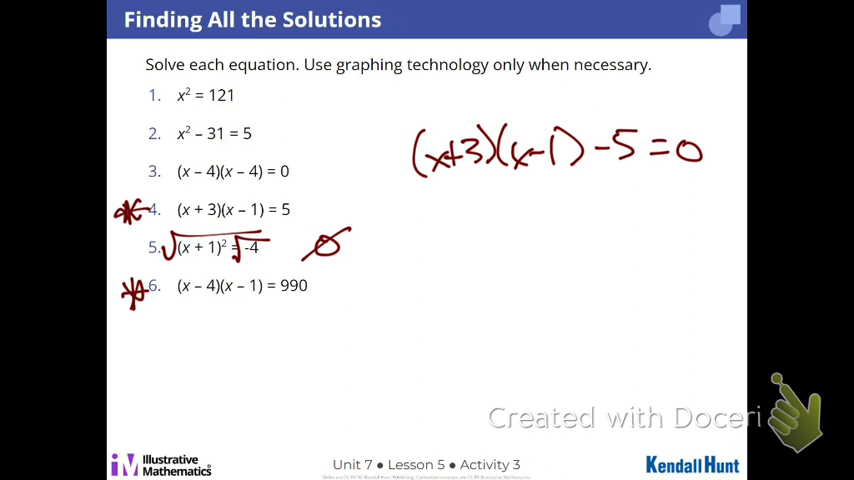 Finding All the Solutions
Solve each equation. Use graphing technology only when necessary.
1. x² = 121
2. x² – 31 = 5
3. (x – 4)(x – 4) = 0
4. (x + 3)(x – 1) = 5
5. √(x + 1)² = √-4 ∅
6. (x – 4)(x – 1) = 990
(x+3)(x-1) -5 = 0
Created with Doceri
Illustrative Mathematics®
Unit 7 ● Lesson 5 ● Activity 3
Kendall Hunt